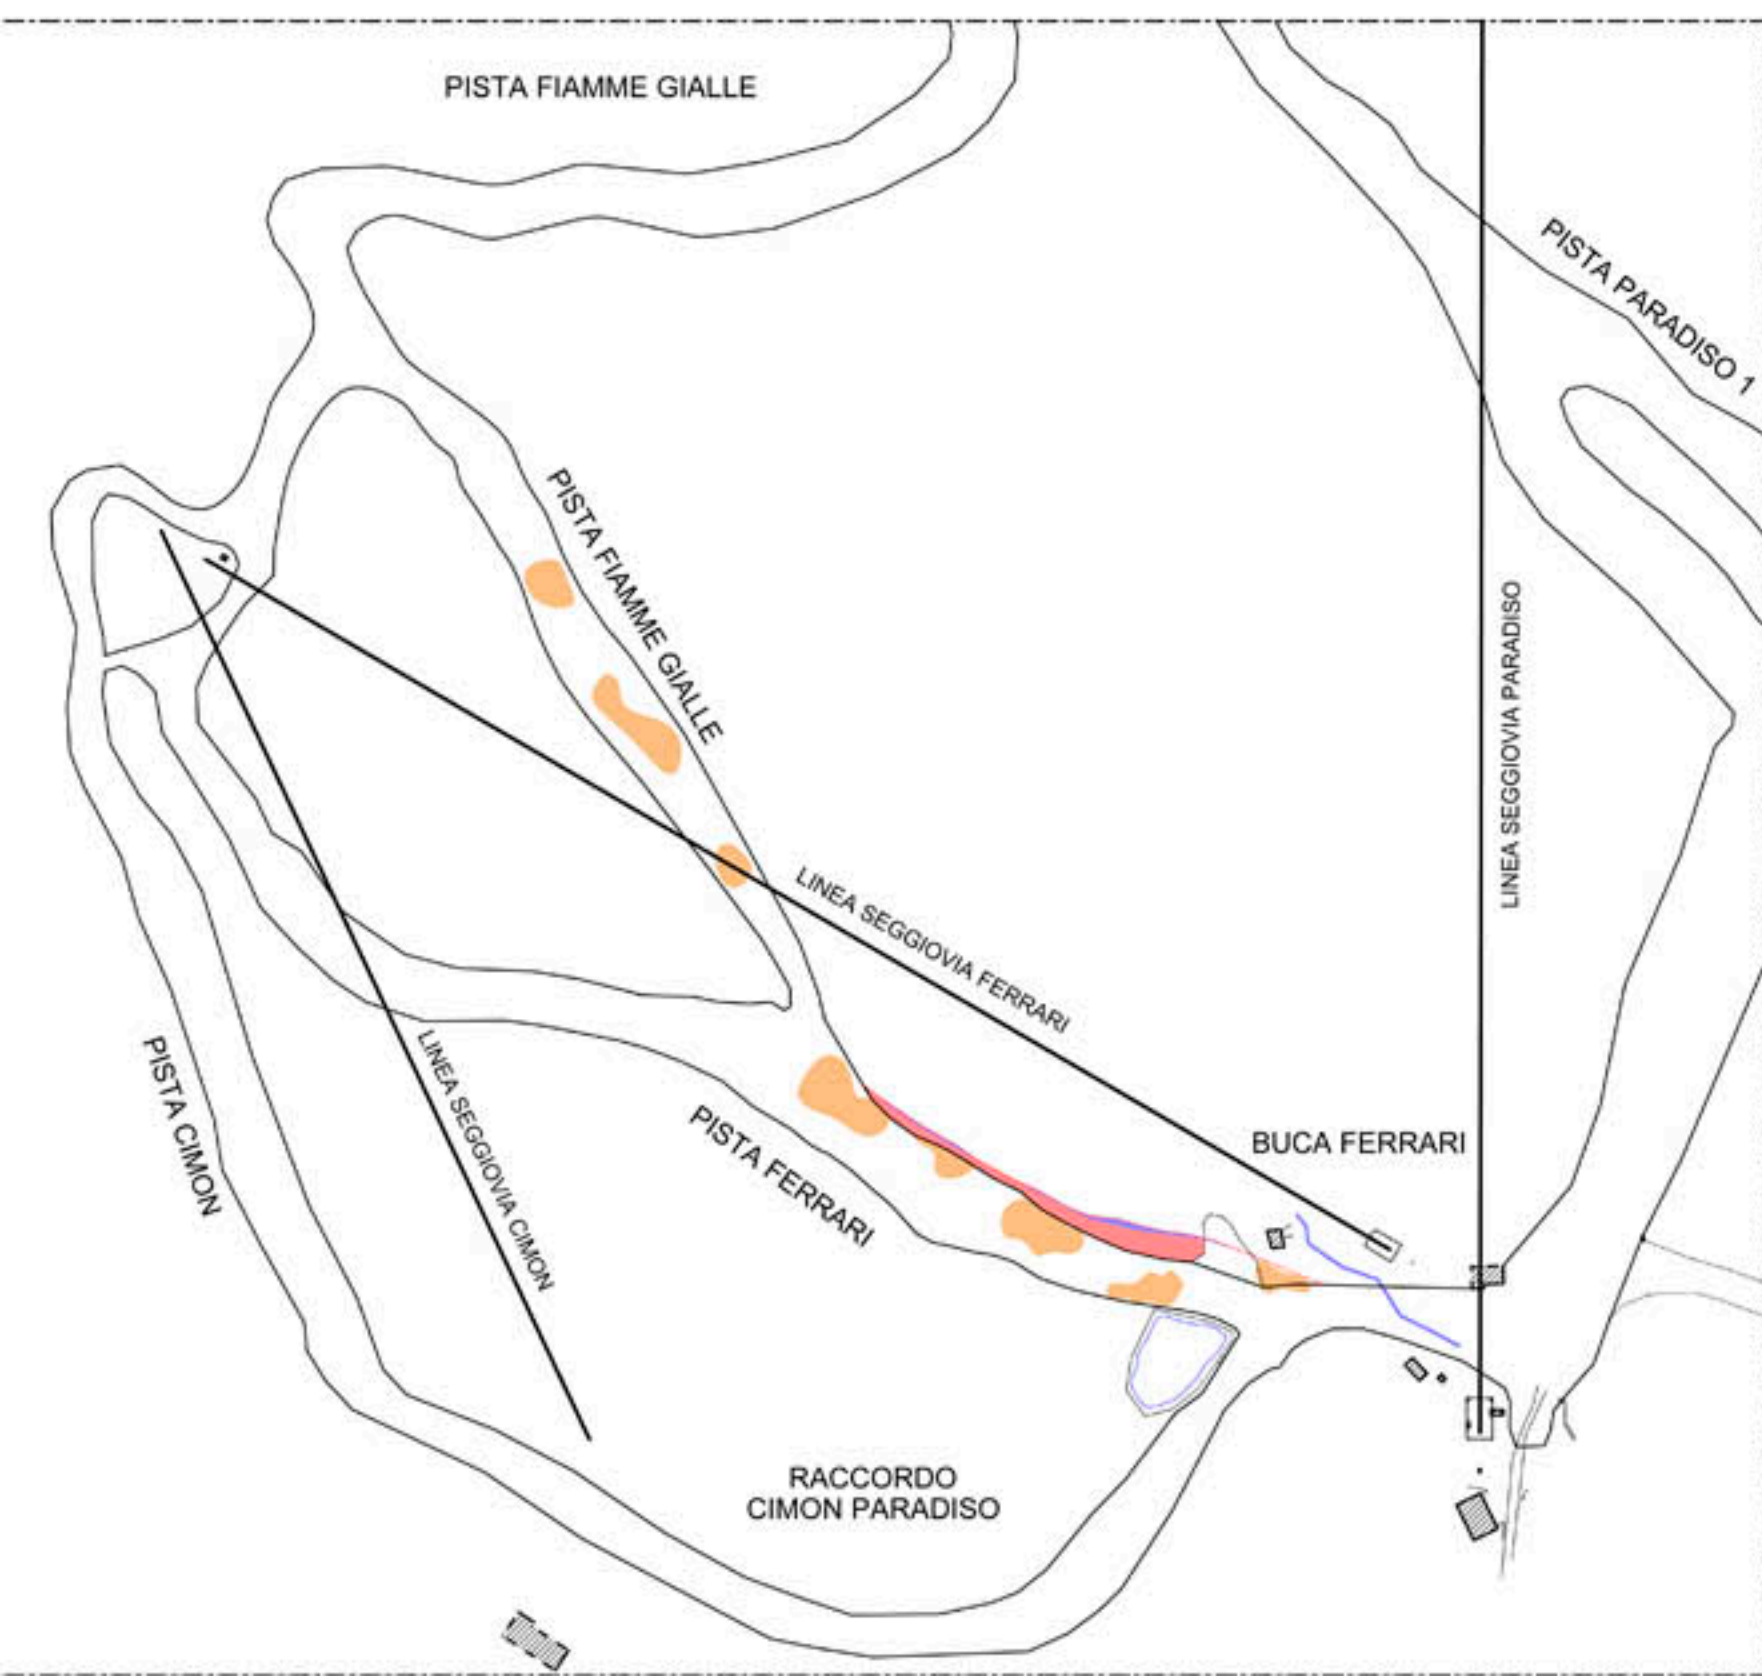 PISTA FIAMME GIALLE
PISTA PARADISO 1
PISTA FIAMME GIALLE
LINEA SEGGIOVIA PARADISO
LINEA SEGGIOVIA FERRARI
PISTA CIMON
LINEA SEGGIOVIA CIMON
PISTA FERRARI
BUCA FERRARI
RACCORDO
CIMON PARADISO